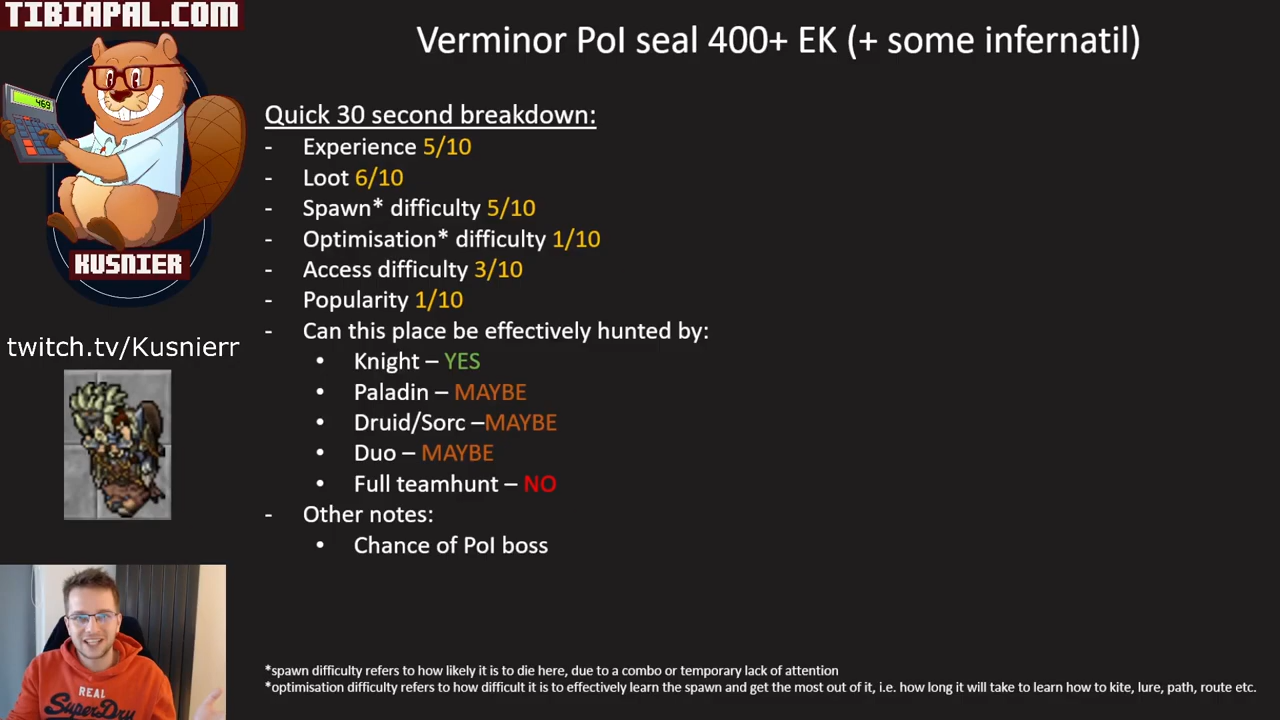 TIBIAPAL.COM
469
KUSNIER
twitch.tv/Kusnierr
Verminor PoI seal 400+ EK (+ some infernatil)
Quick 30 second breakdown:
- Experience 5/10
- Loot 6/10
- Spawn* difficulty 5/10
- Optimisation* difficulty 1/10
- Access difficulty 3/10
- Popularity 1/10
- Can this place be effectively hunted by:
• Knight – YES
• Paladin – MAYBE
• Druid/Sorc –MAYBE
• Duo – MAYBE
• Full teamhunt – NO
- Other notes:
• Chance of PoI boss
REAL
SuperDry
*spawn difficulty refers to how likely it is to die here, due to a combo or temporary lack of attention
*optimisation difficulty refers to how difficult it is to effectively learn the spawn and get the most out of it, i.e. how long it will take to learn how to kite, lure, path, route etc.